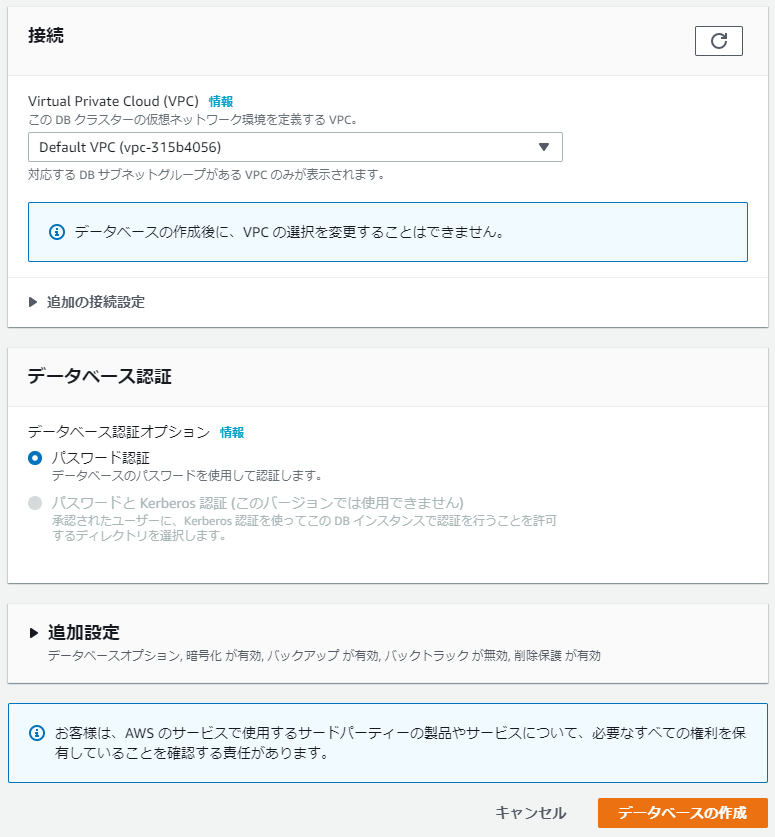 接続
Virtual Private Cloud (VPC) 情報
この DB クラスターの仮想ネットワーク環境を定義する VPC。
Default VPC (vpc-315b4056)
対応する DB サブネットグループがある VPC のみが表示されます。
データベースの作成後に、VPC の選択を変更することはできません。
追加の接続設定
データベース認証
データベース認証オプション 情報
パスワード認証
データベースのパスワードを使用して認証します。
パスワードと Kerberos 認証 (このバージョンでは使用できません)
承認されたユーザーに、Kerberos 認証を使ってこの DB インスタンスで認証を行うことを許可
するディレクトリを選択します。
追加設定
データベースオプション, 暗号化 が有効, バックアップ が有効, バックトラック が無効, 削除保護 が有効
お客様は、AWS のサービスで使用するサードパーティーの製品やサービスについて、必要なすべての権利を保
有していることを確認する責任があります。
キャンセル
データベースの作成